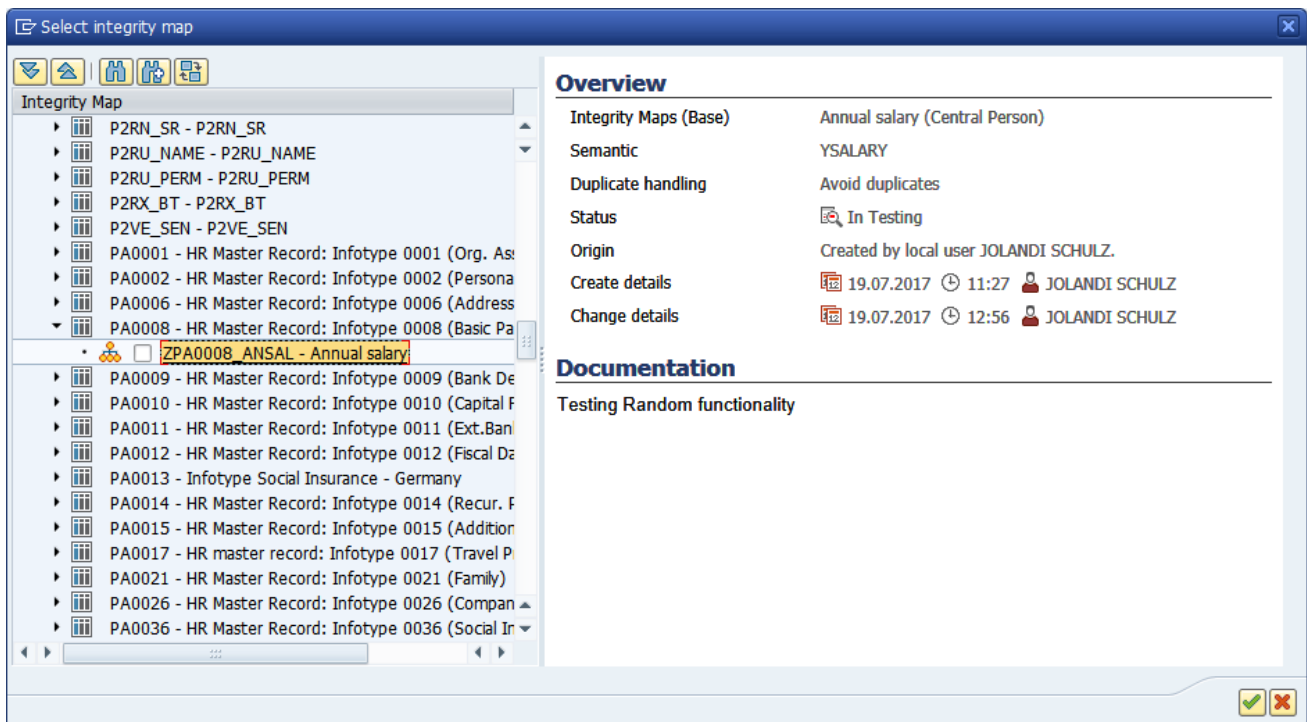 Select integrity map
Integrity Map
P2RN_SR - P2RN_SR
P2RU_NAME - P2RU_NAME
P2RU_PERM - P2RU_PERM
P2RX_BT - P2RX_BT
P2VE_SEN - P2VE_SEN
PA0001 - HR Master Record: Infotype 0001 (Org. Ass
PA0002 - HR Master Record: Infotype 0002 (Persona
PA0006 - HR Master Record: Infotype 0006 (Address
PA0008 - HR Master Record: Infotype 0008 (Basic Pa
ZPA0008_ANSAL - Annual salary
PA0009 - HR Master Record: Infotype 0009 (Bank De
PA0010 - HR Master Record: Infotype 0010 (Capital F
PA0011 - HR Master Record: Infotype 0011 (Ext.Ban
PA0012 - HR Master Record: Infotype 0012 (Fiscal Da
PA0013 - Infotype Social Insurance - Germany
PA0014 - HR Master Record: Infotype 0014 (Recur. P
PA0015 - HR Master Record: Infotype 0015 (Addition
PA0017 - HR master record: Infotype 0017 (Travel P
PA0021 - HR Master Record: Infotype 0021 (Family)
PA0026 - HR Master Record: Infotype 0026 (Compan
PA0036 - HR Master Record: Infotype 0036 (Social In
Overview
Integrity Maps (Base) Annual salary (Central Person)
Semantic YSALARY
Duplicate handling Avoid duplicates
Status In Testing
Origin Created by local user JOLANDI SCHULZ.
Create details 19.07.2017 11:27 JOLANDI SCHULZ
Change details 19.07.2017 12:56 JOLANDI SCHULZ
Documentation
Testing Random functionality